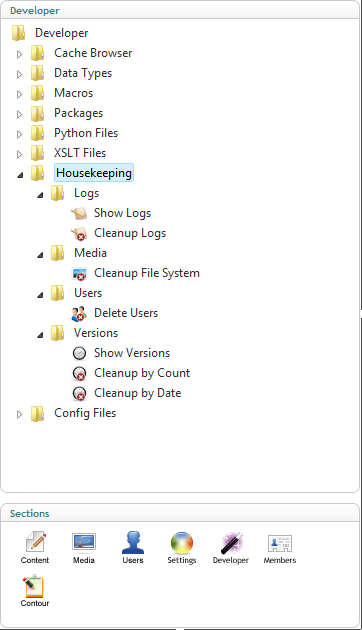 Developer
Developer
Cache Browser
Data Types
Macros
Packages
Python Files
XSLT Files
Housekeeping
Logs
Show Logs
Cleanup Logs
Media
Cleanup File System
Users
Delete Users
Versions
Show Versions
Cleanup by Count
Cleanup by Date
Config Files
Sections
Content Media Users Settings Developer Members
Contour